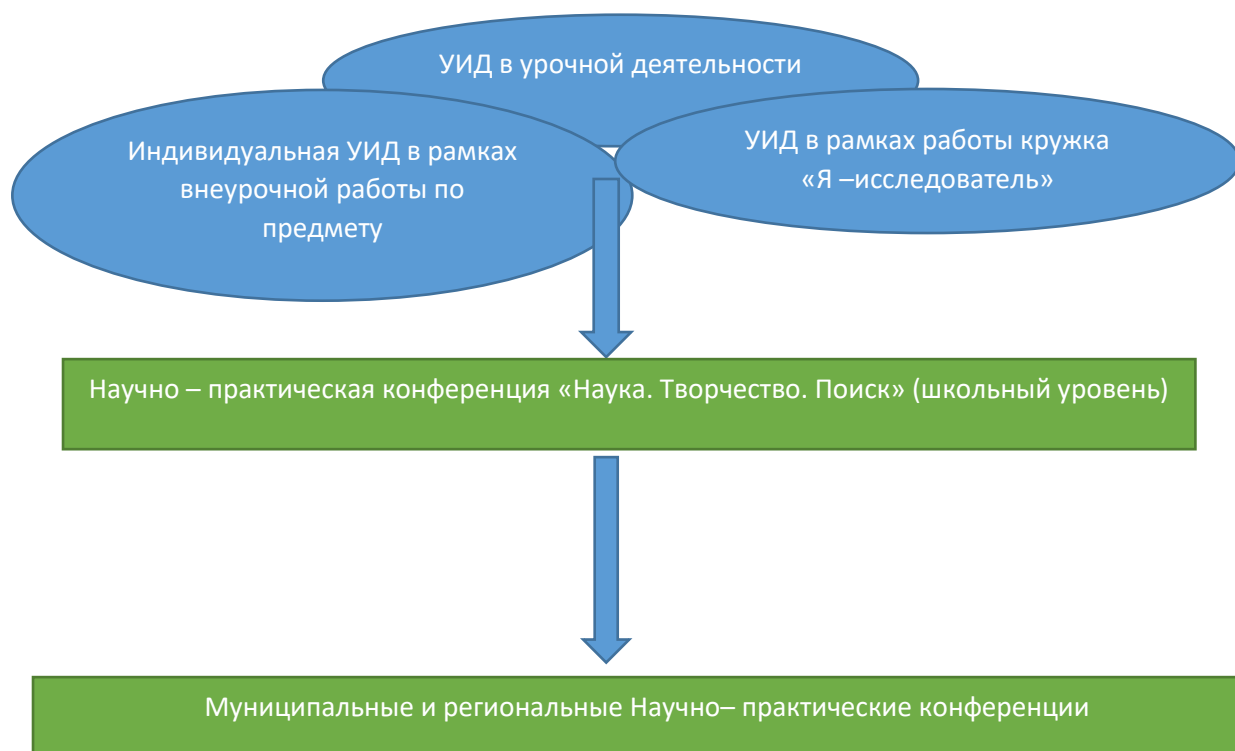 УИД в урочной деятельности
Индивидуальная УИД в рамках
внеурочной работы по
предмету
УИД в рамках работы кружка
«Я –исследователь»
Научно – практическая конференция «Наука. Творчество. Поиск» (школьный уровень)
Муниципальные и региональные Научно– практические конференции